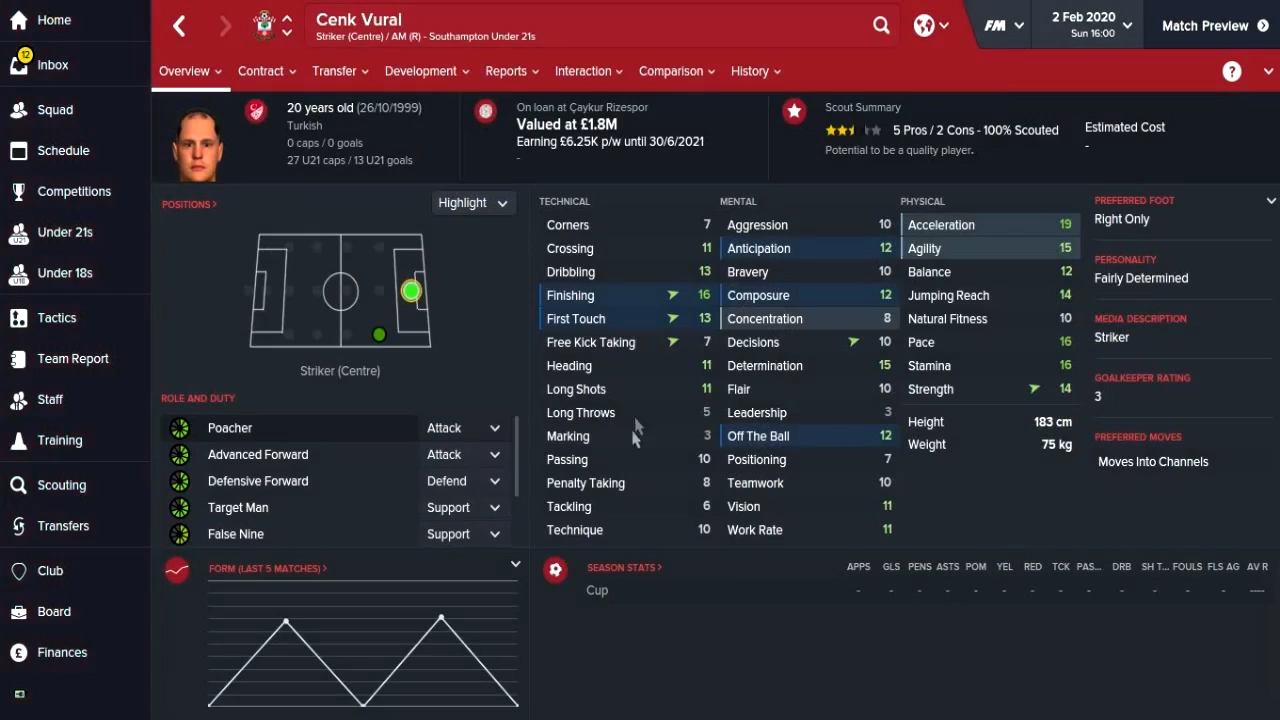 Home
12
Inbox
Squad
Schedule
Competitions
U21
Under 21s
U18
Under 18s
Tactics
Team Report
Staff
Training
Scouting
Transfers
Club
Board
Finances
Cenk Vural
Striker (Centre) / AM (R) - Southampton Under 21s
FM
2 Feb 2020
Sun 16:00
Match Preview
Overview
Contract
Transfer
Development
Reports
Interaction
Comparison
History
?
20 years old (26/10/1999)
Turkish
0 caps / 0 goals
27 U21 caps / 13 U21 goals
On loan at Çaykur Rizespor
Valued at £1.8M
Earning £6.25K p/w until 30/6/2021
-
Scout Summary
5 Pros / 2 Cons - 100% Scouted
Potential to be a quality player.
Estimated Cost
-
POSITIONS >
Highlight
Striker (Centre)
ROLE AND DUTY
Poacher Attack
Advanced Forward Attack
Defensive Forward Defend
Target Man Support
False Nine Support
TECHNICAL
Corners 7
Crossing 11
Dribbling 13
Finishing 16
First Touch 13
Free Kick Taking 7
Heading 11
Long Shots 11
Long Throws 5
Marking 3
Passing 10
Penalty Taking 8
Tackling 6
Technique 10
MENTAL
Aggression 10
Anticipation 12
Bravery 10
Composure 12
Concentration 8
Decisions 10
Determination 15
Flair 10
Leadership 3
Off The Ball 12
Positioning 7
Teamwork 10
Vision 11
Work Rate 11
PHYSICAL
Acceleration 19
Agility 15
Balance 12
Jumping Reach 14
Natural Fitness 10
Pace 16
Stamina 16
Strength 14
Height 183 cm
Weight 75 kg
PREFERRED FOOT
Right Only
PERSONALITY
Fairly Determined
MEDIA DESCRIPTION
Striker
GOALKEEPER RATING
3
PREFERRED MOVES
Moves Into Channels
FORM (LAST 5 MATCHES) >
SEASON STATS > APPS GLS PENS ASTS POM YEL RED TCK PAS... DRB SH T... FOULS FLS AG AV R
Cup - - - - - - - - - - - - - ----